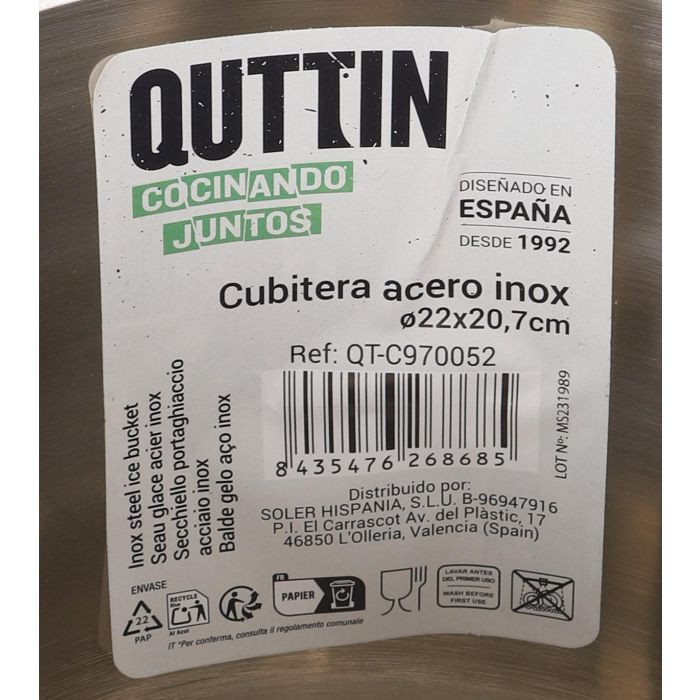 QUTTIN
COCINANDO
JUNTOS
DISEÑADO EN
ESPAÑA
DESDE 1992
Cubitera acero inox
ø22x20,7cm
Ref: QT-C970052
8 435476 268685
LOT Nº: MS231989
Inox steel ice bucket
Seau glace acier inox
Secchiello portaghiaccio
acciaio inox
Balde gelo aço inox
Distribuido por:
SOLER HISPANIA, S.L.U. B-96947916
P.I. El Carrascot Av. del Plàstic, 17
46850 L'Olleria, Valencia (Spain)
ENVASE
22
PAP
RECYCLE
Blue
Al Azul
FR
PAPIER
LAVAR ANTES
DEL PRIMER USO
WASH BEFORE
FIRST USE
IT *Per conferma, consulta il regolamento comunale